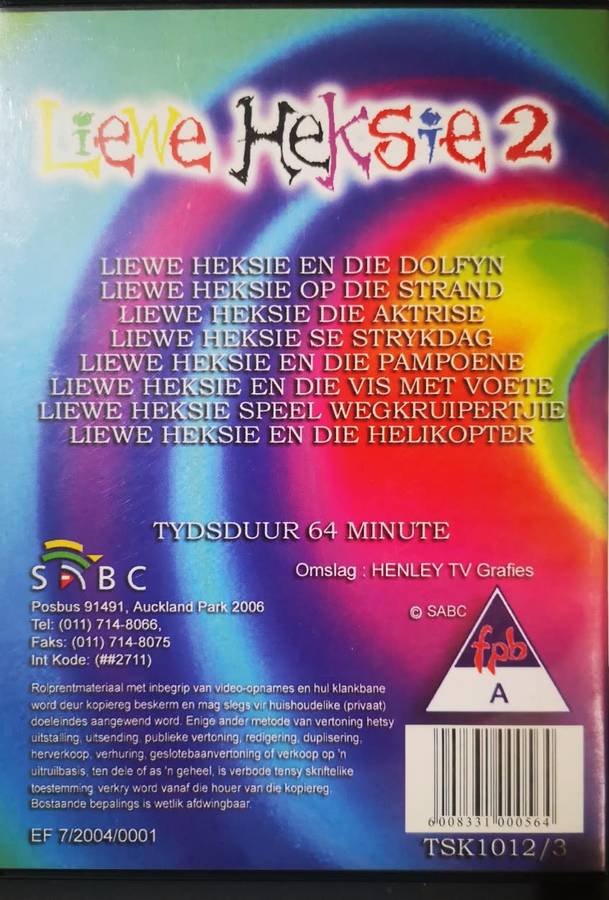 Liewe Heksie 2
LIEWE HEKSIE EN DIE DOLFYN
LIEWE HEKSIE OP DIE STRAND
LIEWE HEKSIE DIE AKTRISE
LIEWE HEKSIE SE STRYKDAG
LIEWE HEKSIE EN DIE PAMPOENE
LIEWE HEKSIE EN DIE VIS MET VOETE
LIEWE HEKSIE SPEEL WEGKRUIPERTJIE
LIEWE HEKSIE EN DIE HELIKOPTER
TYDSDUUR 64 MINUTE
SABC
Omslag : HENLEY TV Grafies
Posbus 91491, Auckland Park 2006
Tel: (011) 714-8066,
Faks: (011) 714-8075
Int Kode: (##2711)
© SABC
fpb
A
Rolprentmateriaal met inbegrip van video-opnames en hul klankbane
word deur kopiereg beskerm en mag slegs vir huishoudelike (privaat)
doeleindes aangewend word. Enige ander metode van vertoning hetsy
uitstalling, uitsending, publieke vertoning, redigering, duplisering,
herverkoop, verhuring, geslotebaanvertoning of verkoop op 'n
uitruilbasis, ten dele of as 'n geheel, is verbode tensy skriftelike
toestemming verkry word vanaf die houer van die kopiereg.
Bostaande bepalings is wetlik afdwingbaar.
EF 7/2004/0001
6008331 000564
TSK1012/3